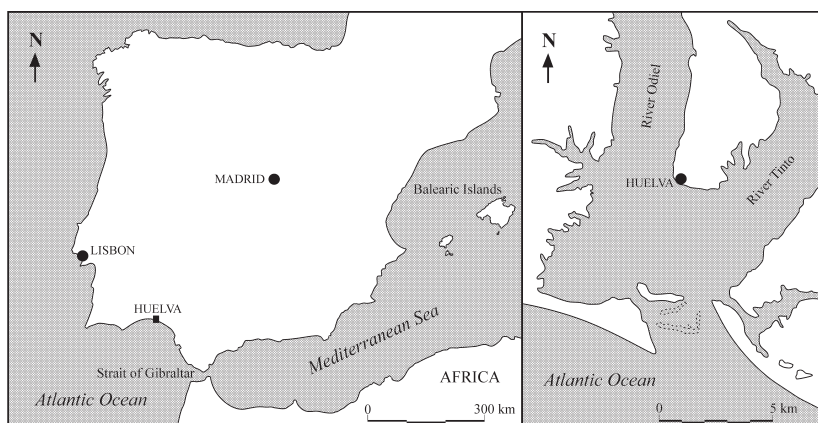 N
MADRID
Balearic Islands
LISBON
HUELVA
Mediterranean Sea
Strait of Gibraltar
AFRICA
Atlantic Ocean
0 300 km
N
River Odiel
HUELVA
River Tinto
Atlantic Ocean
0 5 km